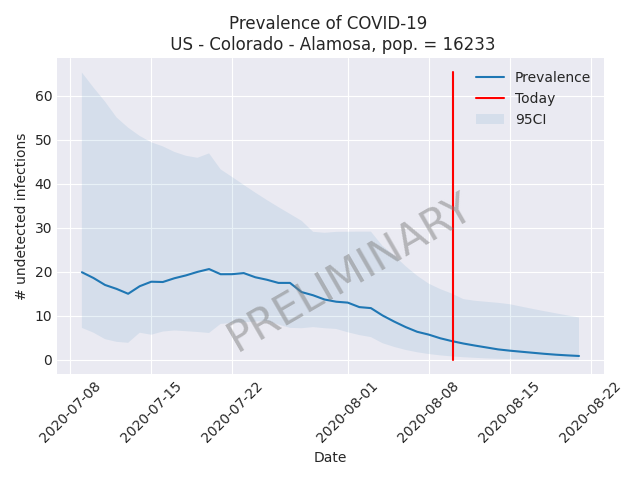 Prevalence of COVID-19
US - Colorado - Alamosa, pop. = 16233
Prevalence
Today
95CI
PRELIMINARY
# undetected infections
60
50
40
30
20
10
0
2020-07-08
2020-07-15
2020-07-22
2020-08-01
2020-08-08
2020-08-15
2020-08-22
Date